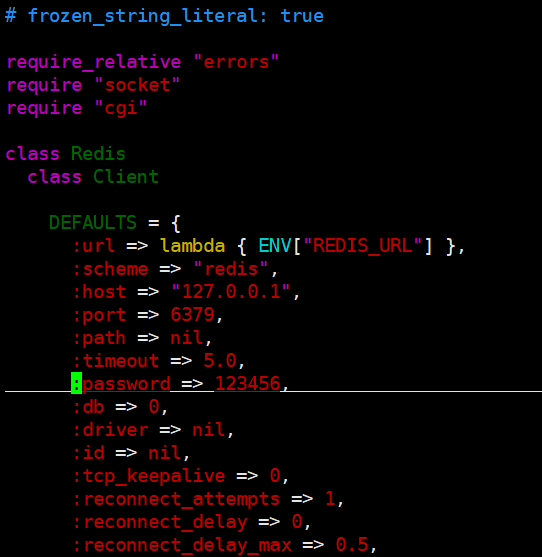 # frozen_string_literal: true
require_relative "errors"
require "socket"
require "cgi"
class Redis
class Client
DEFAULTS = {
:url => lambda { ENV["REDIS_URL"] },
:scheme => "redis",
:host => "127.0.0.1",
:port => 6379,
:path => nil,
:timeout => 5.0,
:password => 123456,
:db => 0,
:driver => nil,
:id => nil,
:tcp_keepalive => 0,
:reconnect_attempts => 1,
:reconnect_delay => 0,
:reconnect_delay_max => 0.5,